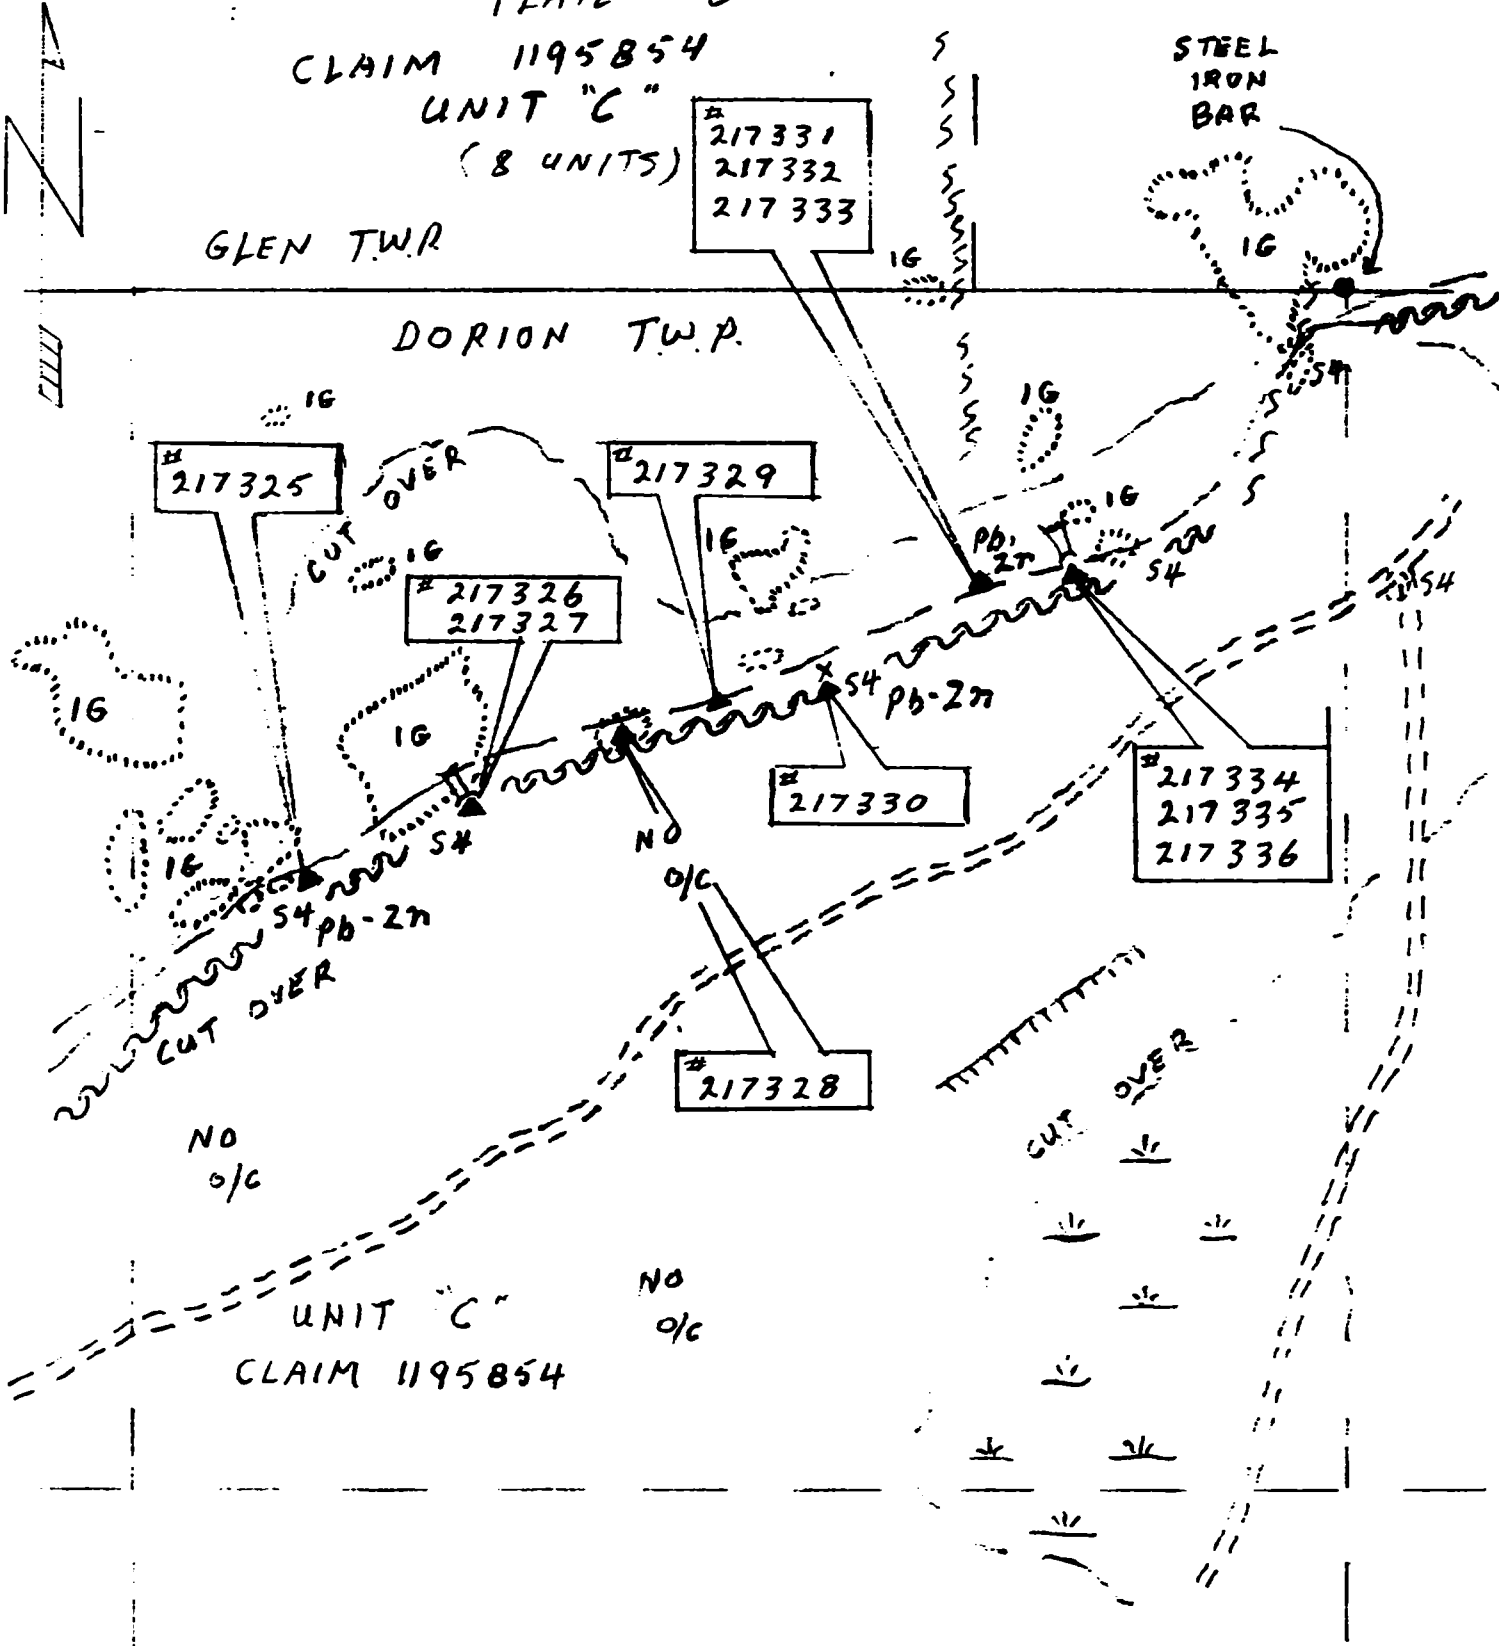 CLAIM 1195854
UNIT "C"
(8 UNITS)
STEEL
IRON
BAR
#
217331
217332
217333
GLEN T.W.P.
IG
IG
DORION T.W.P.
S4
IG
IG
#
217325
CUT OVER
#
217329
IG
IG
IG
Pb,
Zn
S4
S4
# 217326
217327
IG
IG
S4
Pb-Zn
#
217330
#
217334
217335
217336
NO
O/C
S4
IG
S4
Pb-Zn
CUT OVER
#
217328
CUT OVER
NO
O/C
NO
O/C
UNIT "C"
CLAIM 1195854